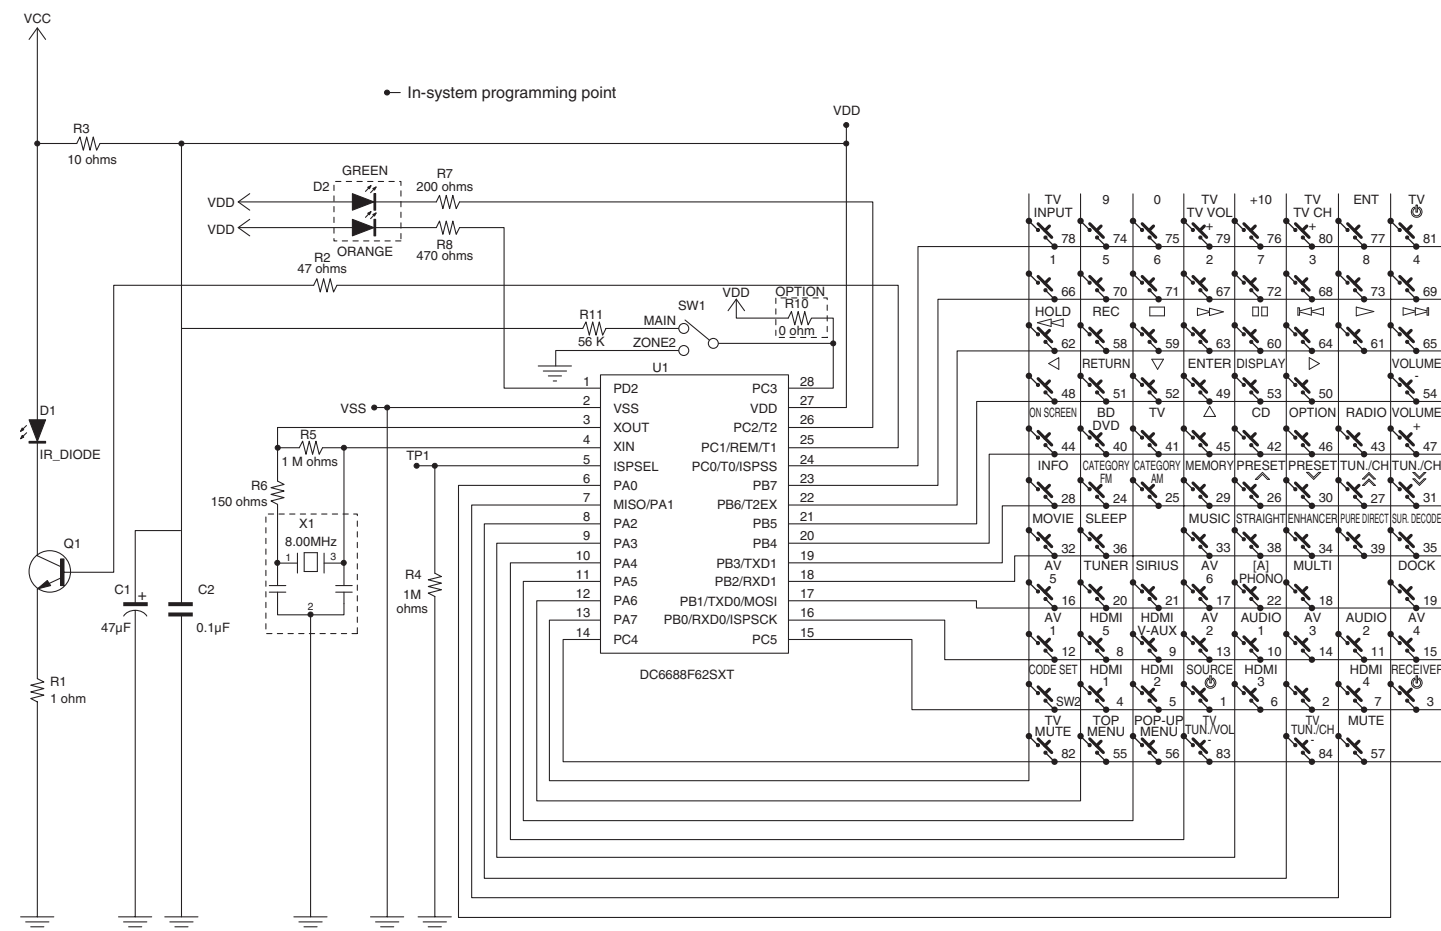 VCC
In-system programming point
VDD
R3
10 ohms
GREEN
D2
VDD
R7
200 ohms
VDD
R8
470 ohms
ORANGE
R2
47 ohms
VDD
OPTION
R10
0 ohm
SW1
R11
56 K
MAIN
ZONE2
U1
1 PD2 PC3 28
2 VSS VDD 27
3 XOUT PC2/T2 26
4 XIN PC1/REM/T1 25
5 ISPSEL PC0/T0/ISPSS 24
6 PA0 PB7 23
7 MISO/PA1 PB6/T2EX 22
8 PA2 PB5 21
9 PA3 PB4 20
10 PA4 PB3/TXD1 19
11 PA5 PB2/RXD1 18
12 PA6 PB1/TXD0/MOSI 17
13 PA7 PB0/RXD0/ISPSCK 16
14 PC4 PC5 15
DC6688F62SXT
VSS
TP1
R5
1 M ohms
R6
150 ohms
X1
8.00MHz
1 3
2
R4
1M
ohms
D1
IR_DIODE
Q1
C1
+
47µF
C2
0.1µF
R1
1 ohm
TV 9 0 TV +10 TV ENT TV
INPUT TV VOL TV CH
+ +
78 74 75 79 76 80 77 81
1 5 6 2 7 3 8 4
66 70 71 67 72 68 73 69
HOLD REC
62 58 59 63 60 64 61 65
RETURN ENTER DISPLAY VOLUME
-
48 51 52 49 53 50 54
ON SCREEN BD TV CD OPTION RADIO VOLUME
DVD +
44 40 41 45 42 46 43 47
INFO CATEGORY CATEGORY MEMORY PRESET PRESET TUN./CH TUN./CH
FM AM
28 24 25 29 26 30 27 31
MOVIE SLEEP MUSIC STRAIGHT ENHANCER PURE DIRECT SUR. DECODE
32 36 33 38 34 39 35
AV TUNER SIRIUS AV [A] MULTI DOCK
5 6 PHONO
16 20 21 17 22 18 19
AV HDMI HDMI AV AUDIO AV AUDIO AV
1 5 V-AUX 2 1 3 2 4
12 8 9 13 10 14 11 15
CODE SET HDMI HDMI SOURCE HDMI HDMI RECEIVER
1 2 3 4
SW2 4 5 1 6 2 7 3
TV TOP POP-UP TV TV MUTE
MUTE MENU MENU TUN./VOL TUN./CH
- -
82 55 56 83 84 57